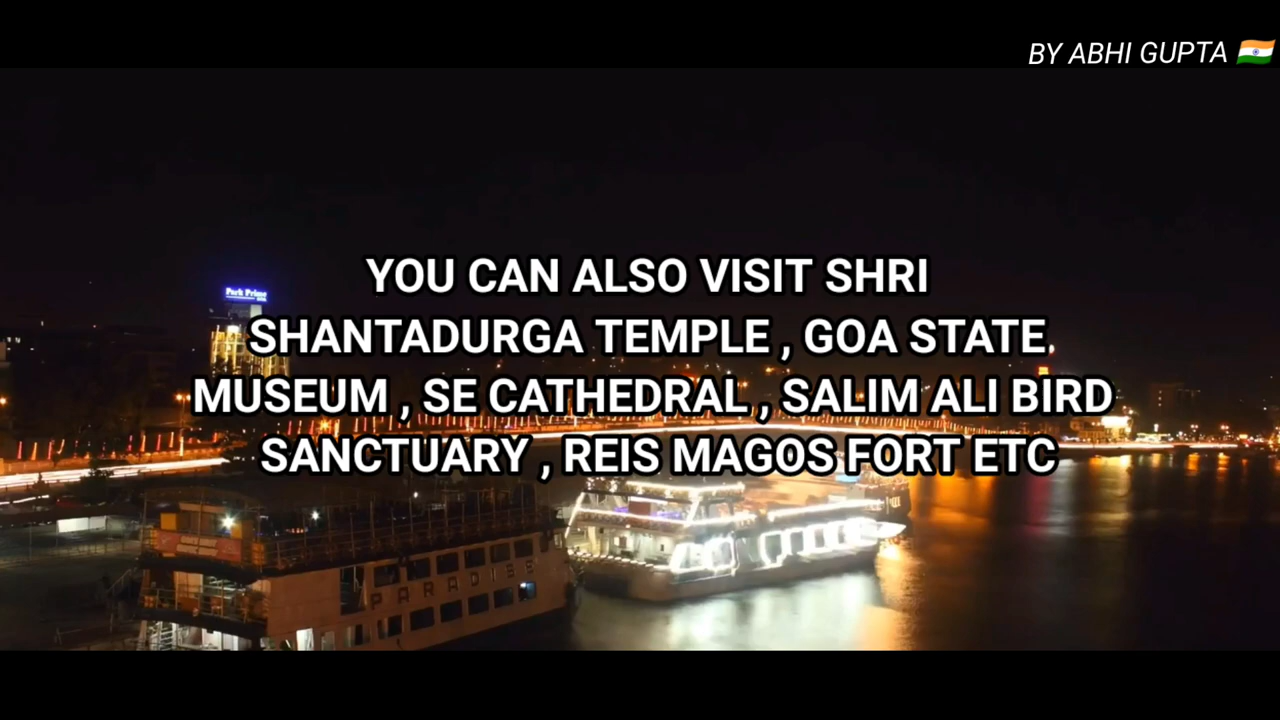 BY ABHI GUPTA 🇮🇳
YOU CAN ALSO VISIT SHRI
SHANTADURGA TEMPLE , GOA STATE
MUSEUM , SE CATHEDRAL , SALIM ALI BIRD
SANCTUARY , REIS MAGOS FORT ETC
Park Prime
PARADISE